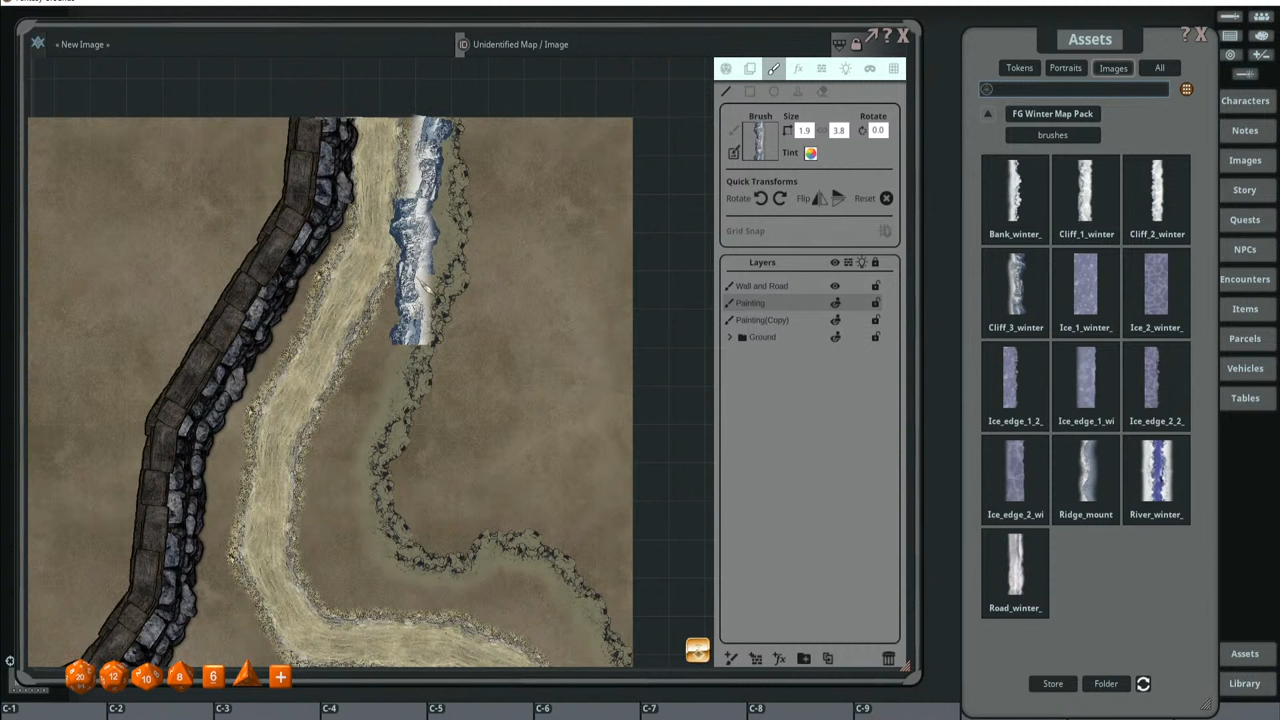 « New Image »
ID Unidentified Map / Image
? X
Brush Size Rotate
1.9 3.8 0.0
Tint
Quick Transforms
Rotate Flip Reset
Grid Snap
Layers
Wall and Road
Painting
Painting(Copy)
Ground
fx
fx
20 12 10 8 6 +
C-1 C-2 C-3 C-4 C-5 C-6 C-7 C-8 C-9
Assets
? X
Tokens Portraits Images All
FG Winter Map Pack
brushes
Bank_winter_ Cliff_1_winter Cliff_2_winter
Cliff_3_winter Ice_1_winter_ Ice_2_winter_
Ice_edge_1_2_ Ice_edge_1_wi Ice_edge_2_2_
Ice_edge_2_wi Ridge_mount River_winter_
Road_winter_
Store Folder
+/-
Characters
Notes
Images
Story
Quests
NPCs
Encounters
Items
Parcels
Vehicles
Tables
Assets
Library